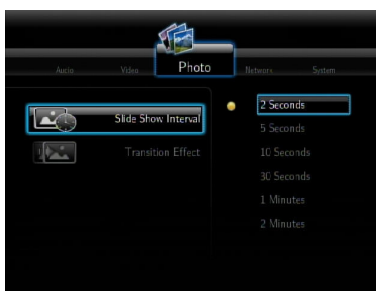 Audio Video Photo Network System
Slide Show Interval
Transition Effect
2 Seconds
5 Seconds
10 Seconds
30 Seconds
1 Minutes
2 Minutes